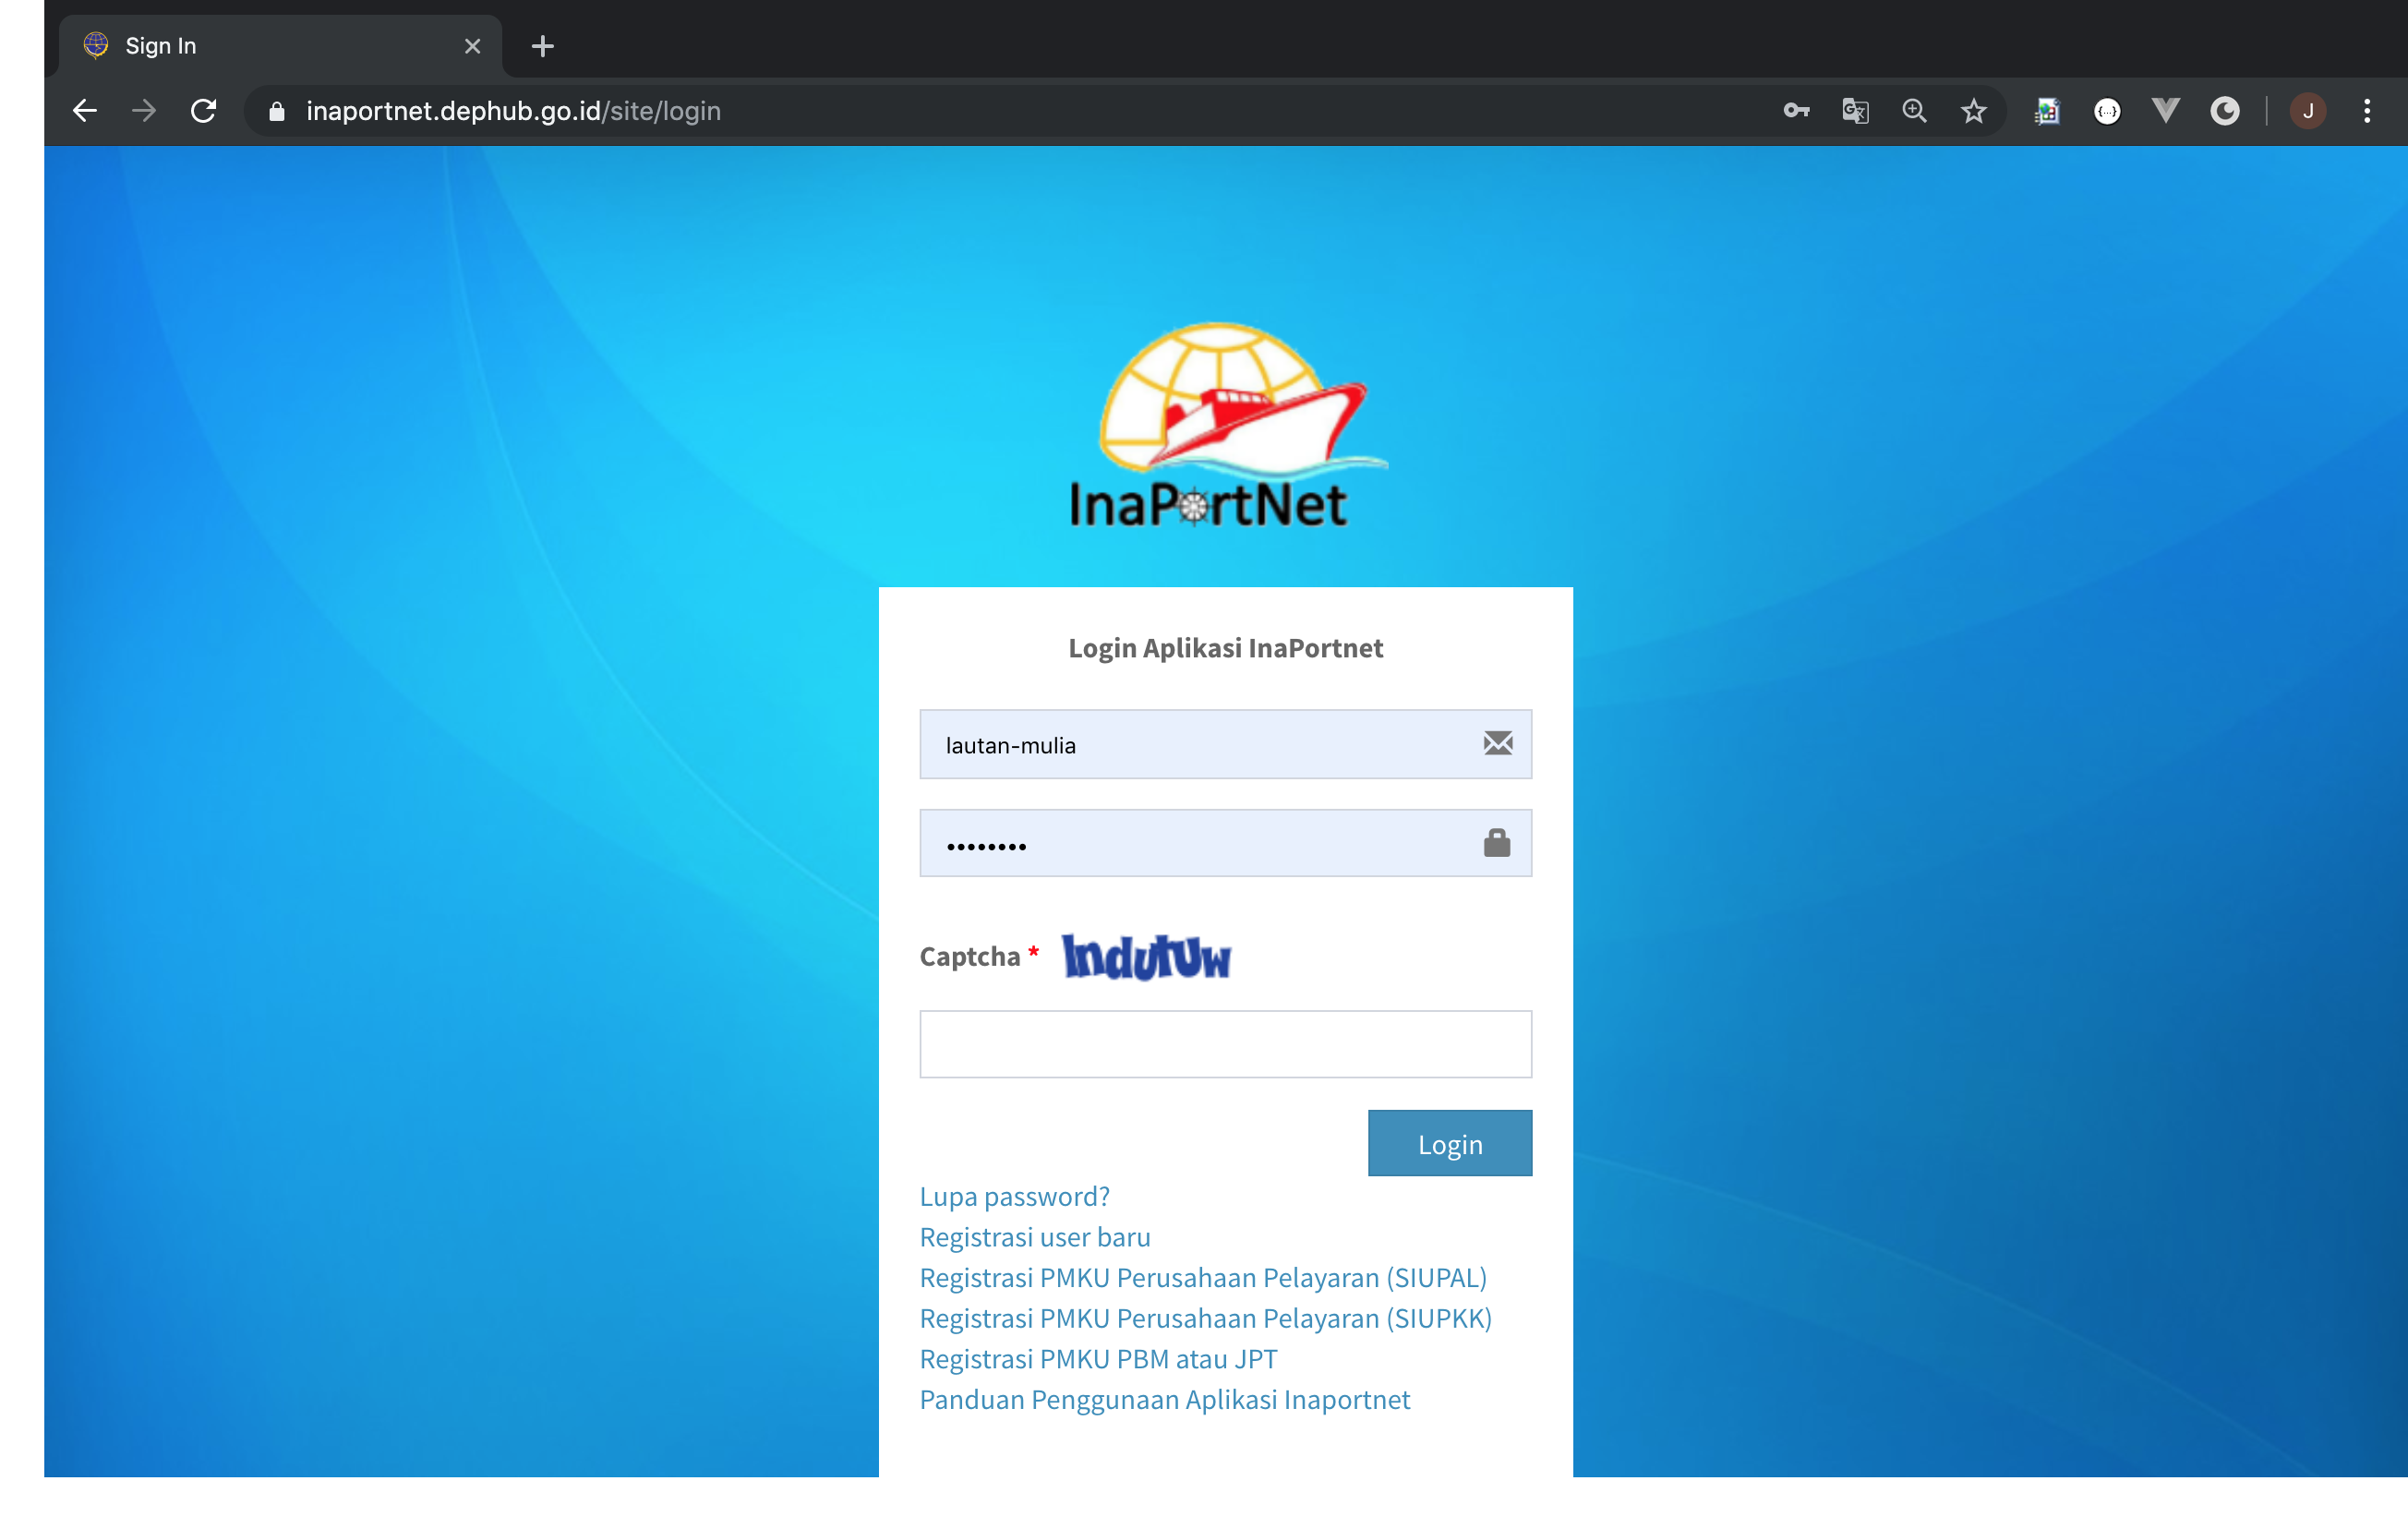 Sign In
inaportnet.dephub.go.id/site/login
J
InaPortNet
Login Aplikasi InaPortnet
lautan-mulia
Captcha *
Login
Lupa password?
Registrasi user baru
Registrasi PMKU Perusahaan Pelayaran (SIUPAL)
Registrasi PMKU Perusahaan Pelayaran (SIUPKK)
Registrasi PMKU PBM atau JPT
Panduan Penggunaan Aplikasi Inaportnet